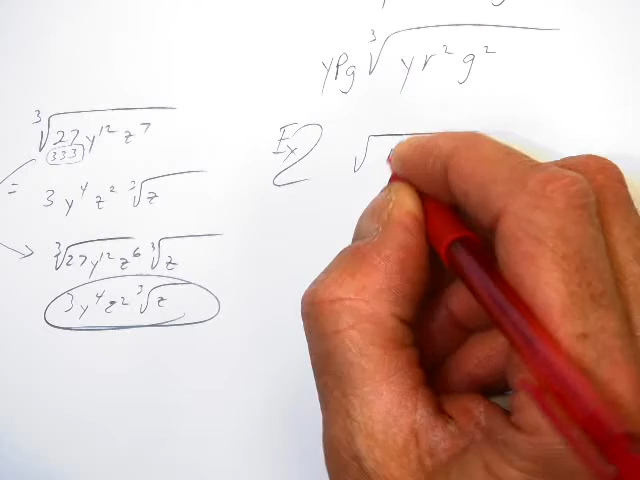 ∛(yr²g²) ypg
∛(27y¹²z⁷)
333
= 3y⁴z² ∛z
∛(27y¹²z⁶) ∛z
3y⁴z² ∛z
Ex 2 √